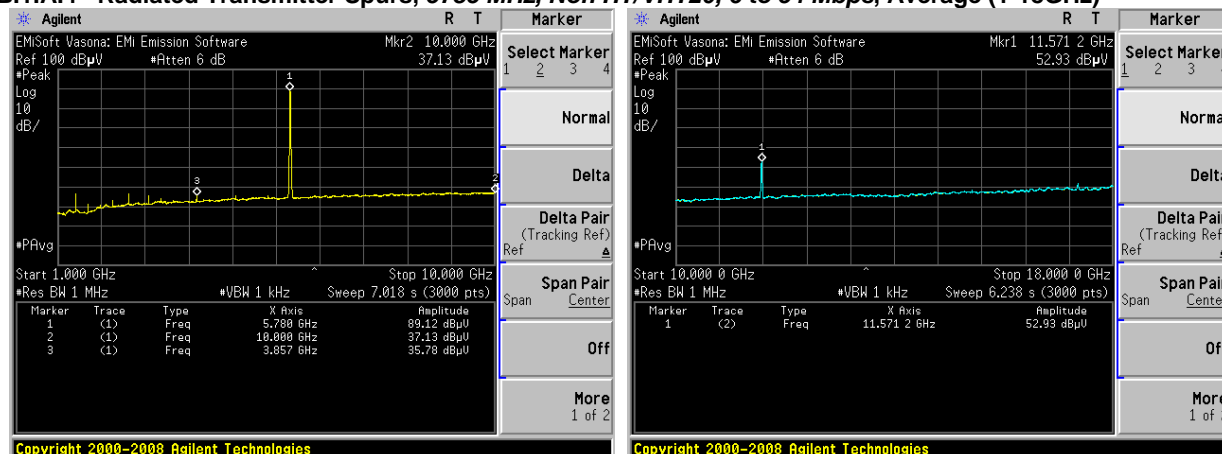 Radiated Transmitter Spurs, 5785 MHz, Non HT/VHT20, 6 to 54 Mbps, Average (1-18GHz)
Agilent R T Marker
EMiSoft Vasona: EMi Emission Software Mkr2 10.000 GHz
Ref 100 dBµV #Atten 6 dB 37.13 dBµV
#Peak
Log
10
dB/
1
3
2
#PAvg
Start 1.000 GHz ^ Stop 10.000 GHz
#Res BW 1 MHz #VBW 1 kHz Sweep 7.018 s (3000 pts)
Marker Trace Type X Axis Amplitude
1 (1) Freq 5.780 GHz 89.12 dBµV
2 (1) Freq 10.000 GHz 37.13 dBµV
3 (1) Freq 3.857 GHz 35.78 dBµV
Select Marker
1 2 3 4
Normal
Delta
Delta Pair
(Tracking Ref)
Ref Δ
Span Pair
Span Center
Off
More
1 of 2
Copyright 2000-2008 Agilent Technologies
Agilent R T Marker
EMiSoft Vasona: EMi Emission Software Mkr1 11.571 2 GHz
Ref 100 dBµV #Atten 6 dB 52.93 dBµV
#Peak
Log
10
dB/
1
#PAvg
Start 10.000 0 GHz ^ Stop 18.000 0 GHz
#Res BW 1 MHz #VBW 1 kHz Sweep 6.238 s (3000 pts)
Marker Trace Type X Axis Amplitude
1 (2) Freq 11.571 2 GHz 52.93 dBµV
Select Marker
1 2 3 4
Norma
Delt
Delta Pai
(Tracking Ref
Ref
Span Pai
Span Cente
Of
More
1 of
Copyright 2000-2008 Agilent Technologies